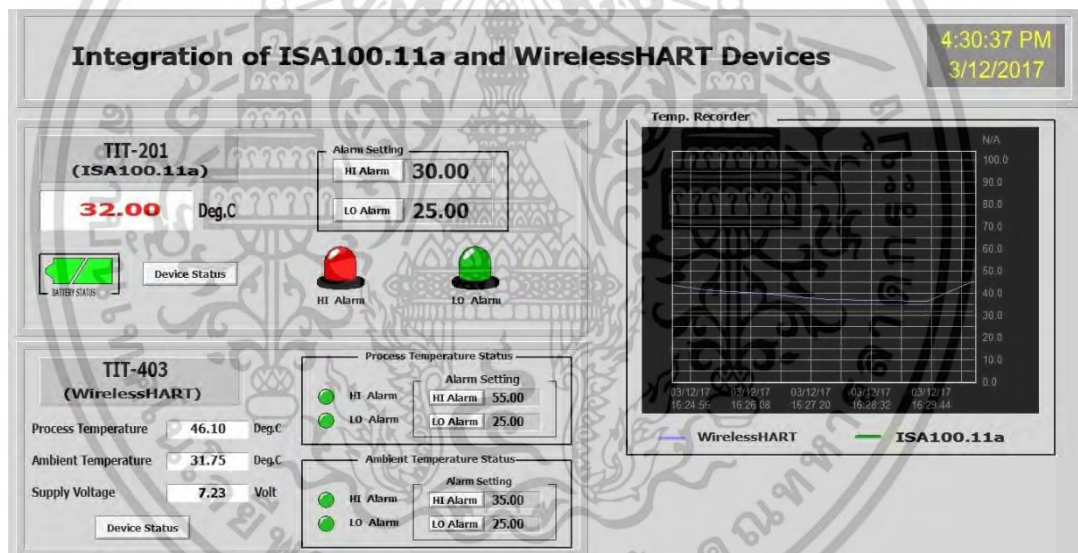 Integration of ISA100.11a and WirelessHART Devices
4:30:37 PM
3/12/2017
TIT-201
(ISA100.11a)
32.00 Deg.C
Alarm Setting
HI Alarm 30.00
LO Alarm 25.00
BATTERY STATUS
Device Status
HI Alarm
LO Alarm
TIT-403
(WirelessHART)
Process Temperature 46.10 Deg.C
Ambient Temperature 31.75 Deg.C
Supply Voltage 7.23 Volt
Device Status
Process Temperature Status
Alarm Setting
HI Alarm HI Alarm 55.00
LO Alarm LO Alarm 25.00
Ambient Temperature Status
Alarm Setting
HI Alarm HI Alarm 35.00
LO Alarm LO Alarm 25.00
Temp. Recorder
N/A
100.0
90.0
80.0
70.0
60.0
50.0
40.0
30.0
20.0
10.0
0.0
03/12/17 03/12/17 03/12/17 03/12/17 03/12/17
16:24:56 16:26:08 16:27:20 16:28:32 16:29:44
WirelessHART ISA100.11a